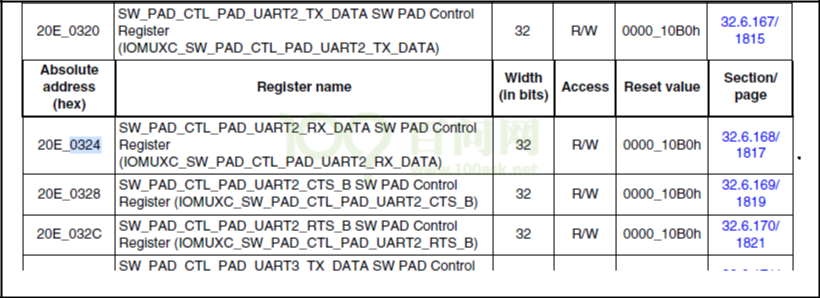 SW_PAD_CTL_PAD_UART2_TX_DATA SW PAD Control
20E_0320 Register 32 R/W 0000_10B0h 32.6.167/
(IOMUXC_SW_PAD_CTL_PAD_UART2_TX_DATA) 1815
Absolute
address
(hex)
Register name
Width
(in bits)
Access
Reset value
Section/
page
SW_PAD_CTL_PAD_UART2_RX_DATA SW PAD Control
20E_0324 Register 32 R/W 0000_10B0h 32.6.168/
(IOMUXC_SW_PAD_CTL_PAD_UART2_RX_DATA) 1817
20E_0328 SW_PAD_CTL_PAD_UART2_CTS_B SW PAD Control 32 R/W 0000_10B0h 32.6.169/
Register (IOMUXC_SW_PAD_CTL_PAD_UART2_CTS_B) 1819
20E_032C SW_PAD_CTL_PAD_UART2_RTS_B SW PAD Control 32 R/W 0000_10B0h 32.6.170/
Register (IOMUXC_SW_PAD_CTL_PAD_UART2_RTS_B) 1821
SW_PAD_CTL_PAD_UART3_TX_DATA SW PAD Control
100 百问网
www.100ask.net